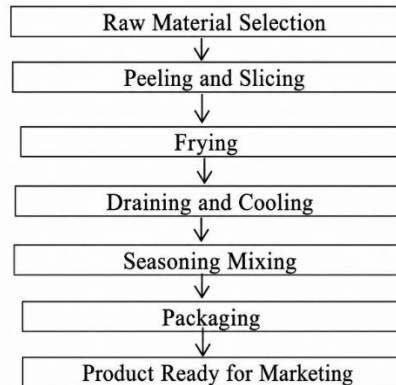 Raw Material Selection
Peeling and Slicing
Frying
Draining and Cooling
Seasoning Mixing
Packaging
Product Ready for Marketing